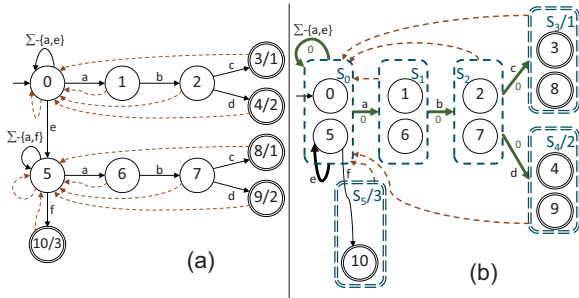 ∑-{a,e}
0 a 1 b 2 c 3/1
d 4/2
e
∑-{a,f}
5 a 6 b 7 c 8/1
d 9/2
f
10/3
(a)
∑-{a,e}
0
S₀ S₁ S₂ S₃/1
0 a 0 1 b 0 2 c 0 3
8
5 6 7 0 d S₄/2
4
9
e f
S₅/3
10
(b)